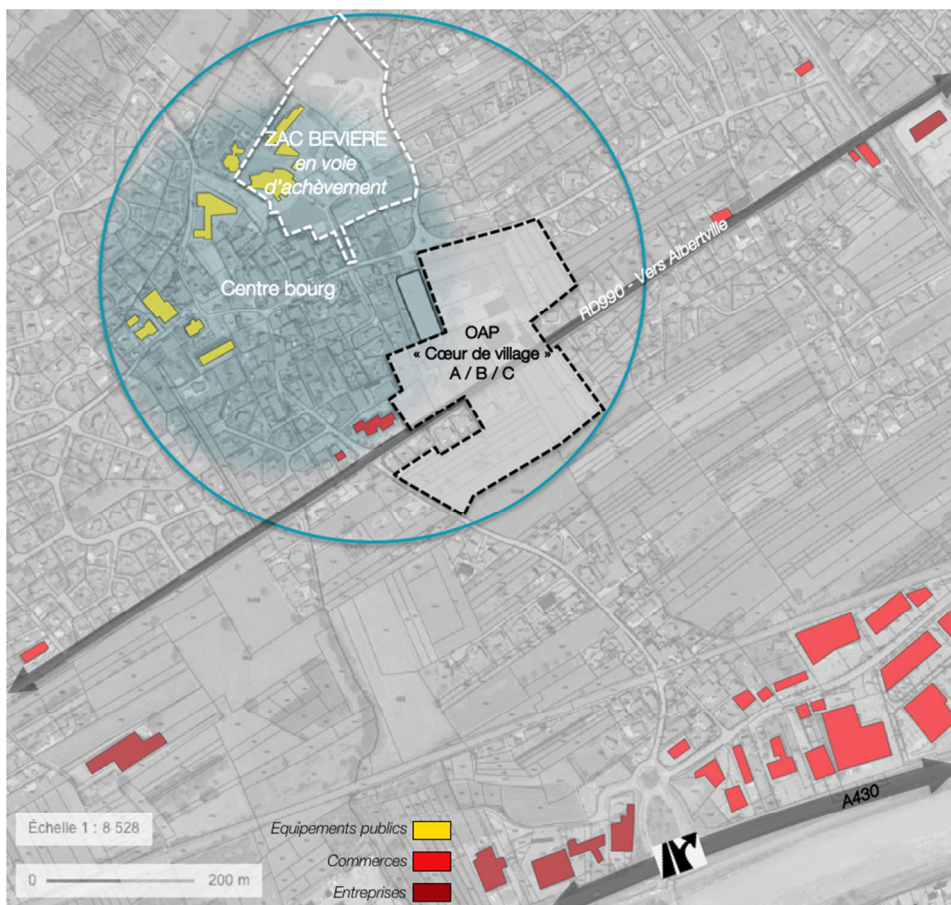 ZAC BEVIERE
en voie
d'achèvement
Centre bourg
RD990 - Vers Albertville
OAP
« Cœur de village »
A / B / C
A430
Échelle 1 : 8 528
0 200 m
Equipements publics
Commerces
Entreprises